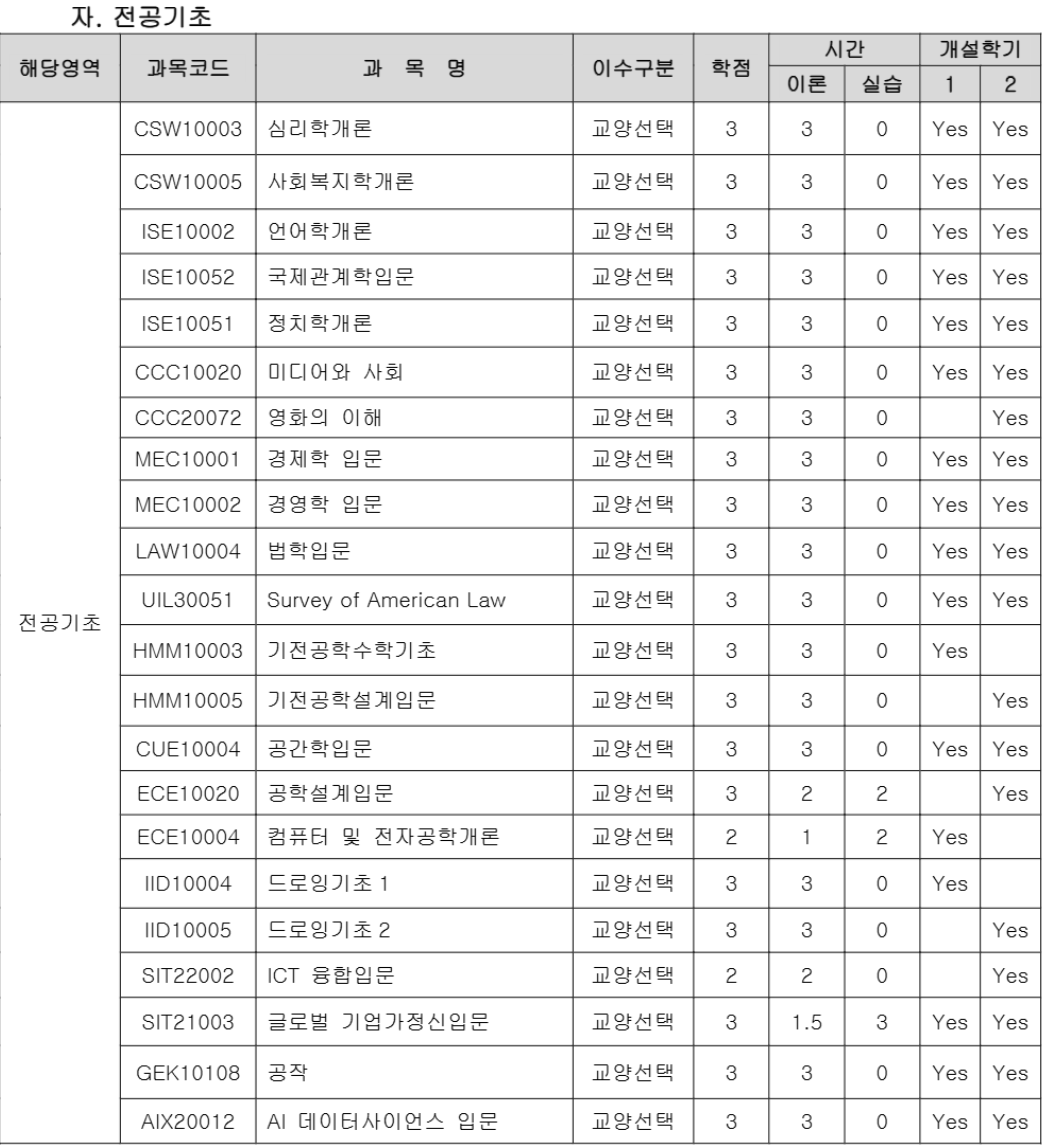 자. 전공기초
해당영역 과목코드 과 목 명 이수구분 학점 시간 개설학기
이론 실습 1 2
전공기초
CSW10003 심리학개론 교양선택 3 3 0 Yes Yes
CSW10005 사회복지학개론 교양선택 3 3 0 Yes Yes
ISE10002 언어학개론 교양선택 3 3 0 Yes Yes
ISE10052 국제관계학입문 교양선택 3 3 0 Yes Yes
ISE10051 정치학개론 교양선택 3 3 0 Yes Yes
CCC10020 미디어와 사회 교양선택 3 3 0 Yes Yes
CCC20072 영화의 이해 교양선택 3 3 0 Yes
MEC10001 경제학 입문 교양선택 3 3 0 Yes Yes
MEC10002 경영학 입문 교양선택 3 3 0 Yes Yes
LAW10004 법학입문 교양선택 3 3 0 Yes Yes
UIL30051 Survey of American Law 교양선택 3 3 0 Yes Yes
HMM10003 기전공학수학기초 교양선택 3 3 0 Yes
HMM10005 기전공학설계입문 교양선택 3 3 0 Yes
CUE10004 공간학입문 교양선택 3 3 0 Yes Yes
ECE10020 공학설계입문 교양선택 3 2 2 Yes
ECE10004 컴퓨터 및 전자공학개론 교양선택 2 1 2 Yes
IID10004 드로잉기초 1 교양선택 3 3 0 Yes
IID10005 드로잉기초 2 교양선택 3 3 0 Yes
SIT22002 ICT 융합입문 교양선택 2 2 0 Yes
SIT21003 글로벌 기업가정신입문 교양선택 3 1.5 3 Yes Yes
GEK10108 공작 교양선택 3 3 0 Yes Yes
AIX20012 AI 데이터사이언스 입문 교양선택 3 3 0 Yes Yes